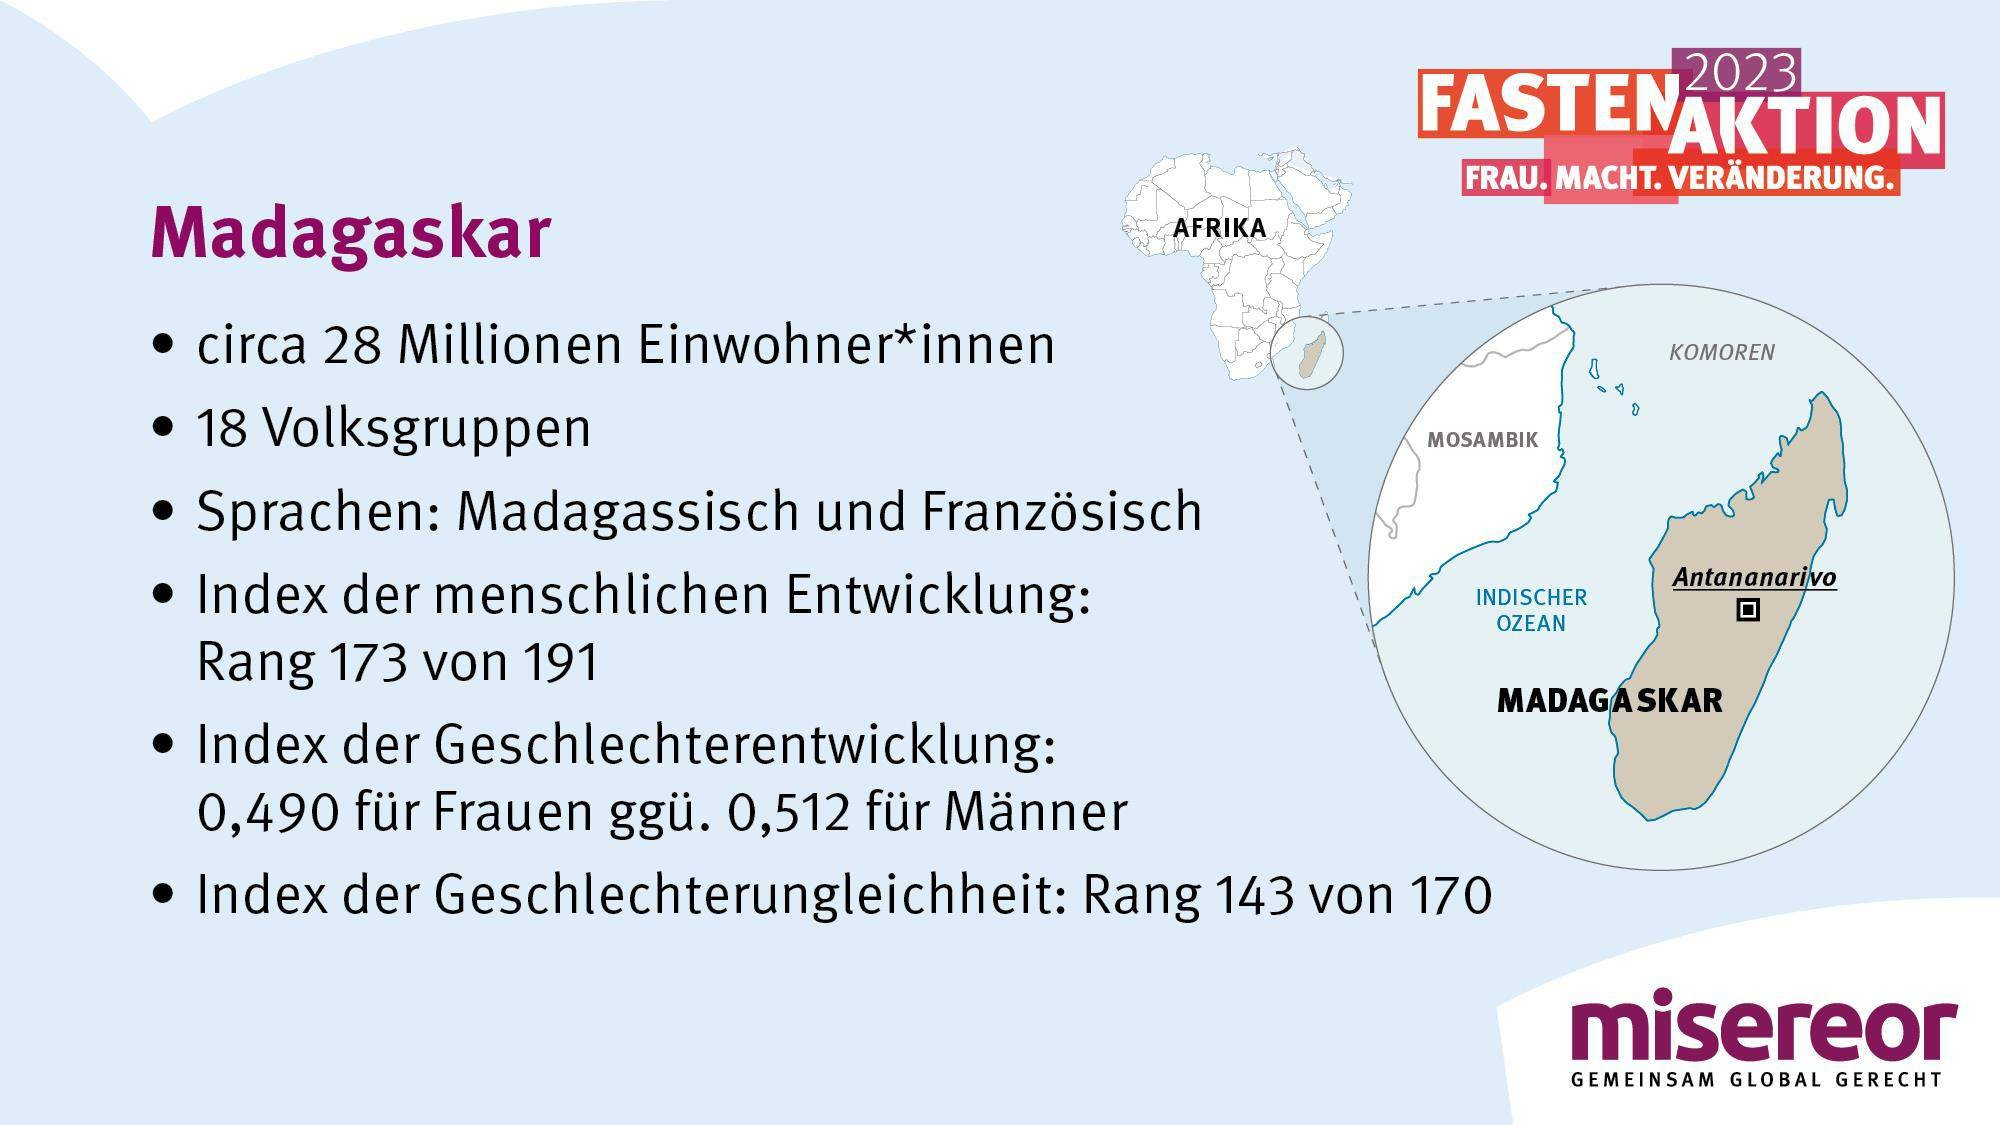 2023
FASTENAKTION
FRAU. MACHT. VERÄNDERUNG.
Madagaskar
• circa 28 Millionen Einwohner*innen
• 18 Volksgruppen
• Sprachen: Madagassisch und Französisch
• Index der menschlichen Entwicklung:
Rang 173 von 191
• Index der Geschlechterentwicklung:
0,490 für Frauen ggü. 0,512 für Männer
• Index der Geschlechterungleichheit: Rang 143 von 170
AFRIKA
KOMOREN
MOSAMBIK
Antananarivo
INDISCHER
OZEAN
MADAGASKAR
misereor
GEMEINSAM GLOBAL GERECHT